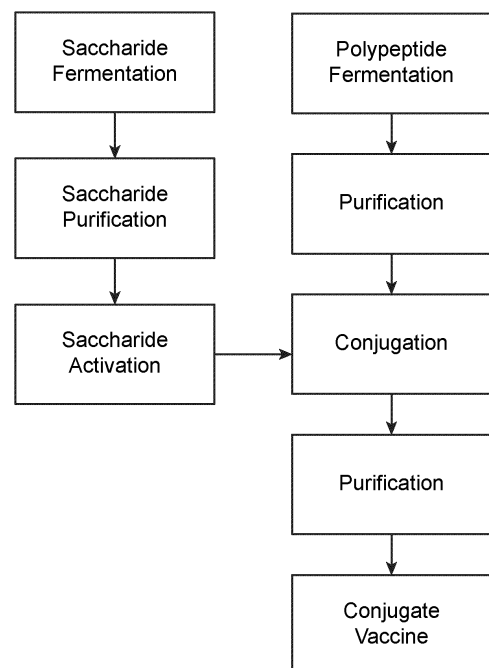 Saccharide
Fermentation
Saccharide
Purification
Saccharide
Activation
Polypeptide
Fermentation
Purification
Conjugation
Purification
Conjugate
Vaccine